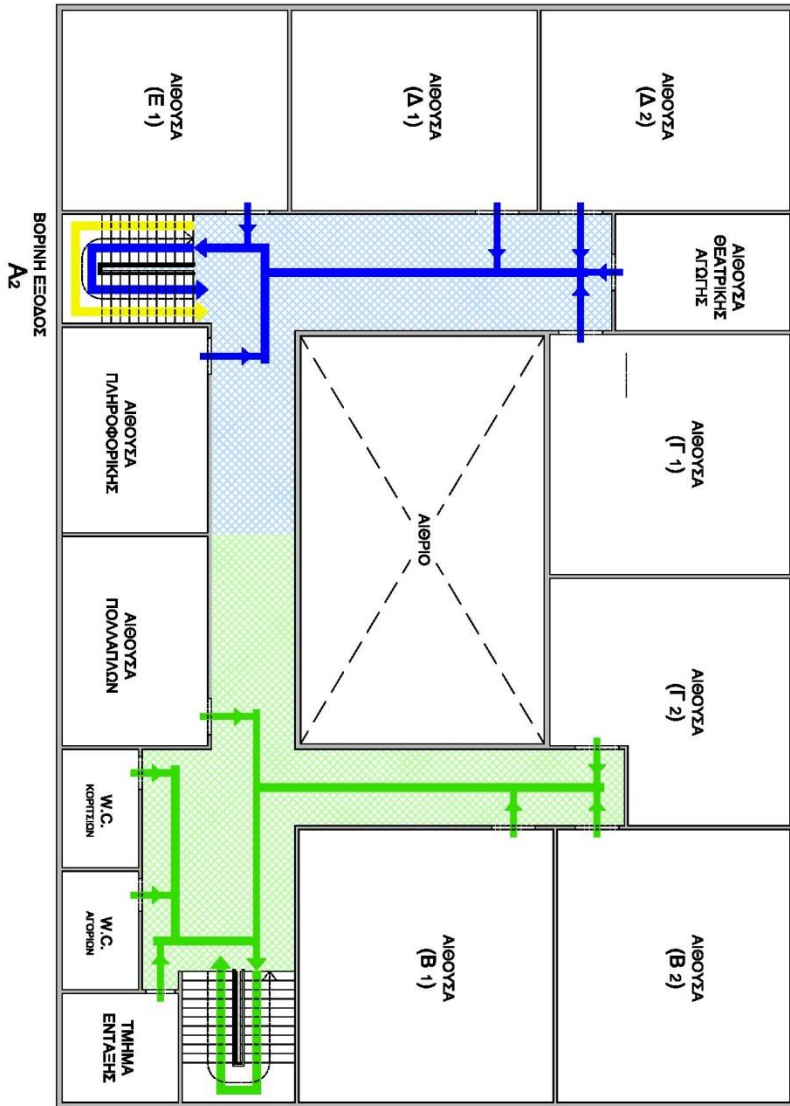 ΑΙΘΟΥΣΑ
(Ε 1)
ΑΙΘΟΥΣΑ
(Δ 1)
ΑΙΘΟΥΣΑ
(Δ 2)
ΒΟΡΙΝΗ ΕΞΟΔΟΣ
Α2
ΑΙΘΟΥΣΑ
ΘΕΑΤΡΙΚΗΣ
ΑΓΩΓΗΣ
ΑΙΘΟΥΣΑ
ΠΛΗΡΟΦΟΡΙΚΗΣ
ΑΙΘΡΙΟ
ΑΙΘΟΥΣΑ
(Γ 1)
ΑΙΘΟΥΣΑ
ΠΟΛΛΑΠΛΩΝ
ΑΙΘΟΥΣΑ
(Γ 2)
W.C.
ΚΟΡΙΤΣΙΩΝ
W.C.
ΑΓΟΡΙΩΝ
ΤΜΗΜΑ
ΕΝΤΑΞΗΣ
ΑΙΘΟΥΣΑ
(Β 1)
ΑΙΘΟΥΣΑ
(Β 2)